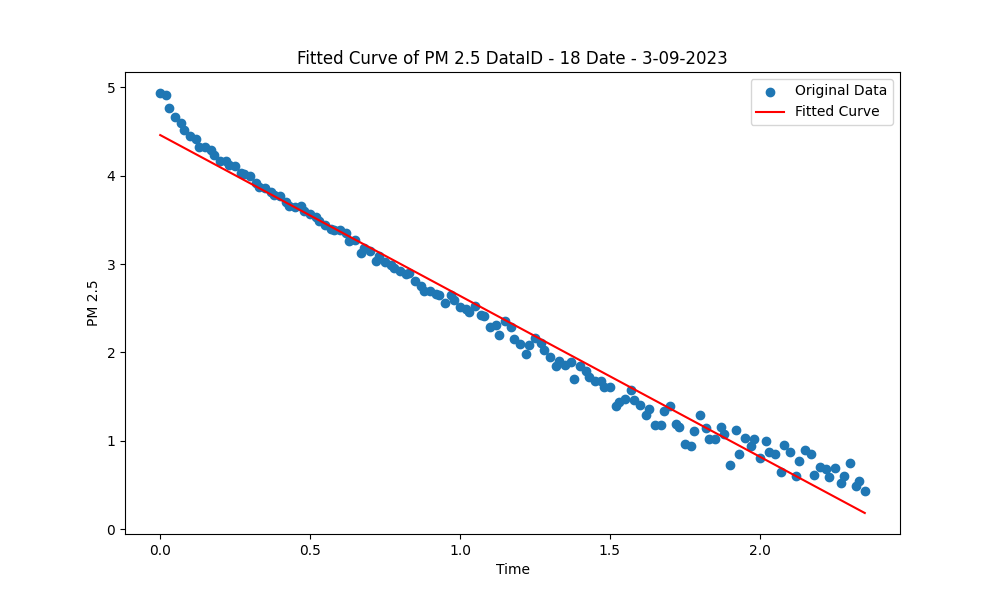 Fitted Curve of PM 2.5 DataID - 18 Date - 3-09-2023
Original Data
Fitted Curve
5
4
3
2
1
0
PM 2.5
0.0 0.5 1.0 1.5 2.0
Time